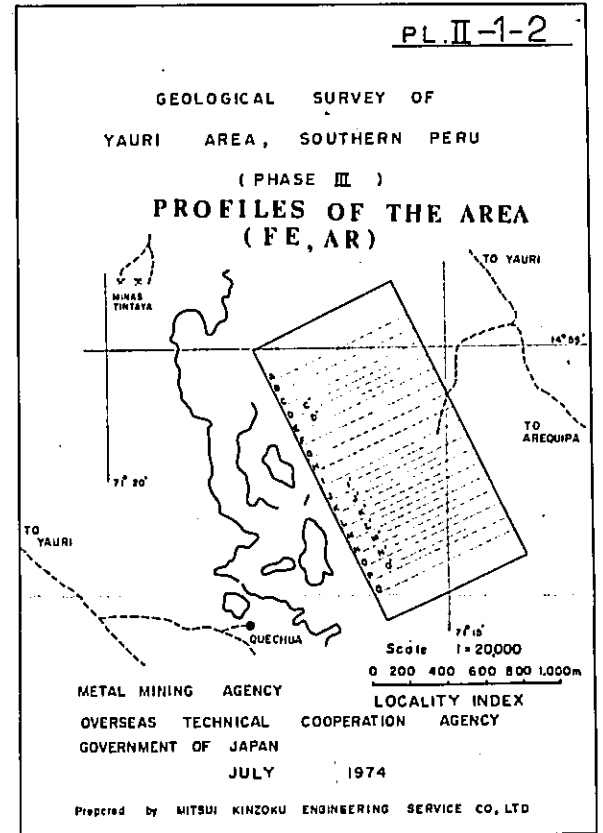 PL. II-1-2
GEOLOGICAL SURVEY OF
YAURI AREA, SOUTHERN PERU
( PHASE III )
PROFILES OF THE AREA
( FE, AR )
TO YAURI
MINAS
TINTAYA
14° 55'
TO
AREQUIPA
71° 20'
TO
YAURI
QUECHUA
71° 15'
Scale 1 = 20,000
0 200 400 600 800 1,000m
LOCALITY INDEX
METAL MINING AGENCY
OVERSEAS TECHNICAL COOPERATION AGENCY
GOVERNMENT OF JAPAN
JULY 1974
Prepared by MITSUI KINZOKU ENGINEERING SERVICE CO, LTD